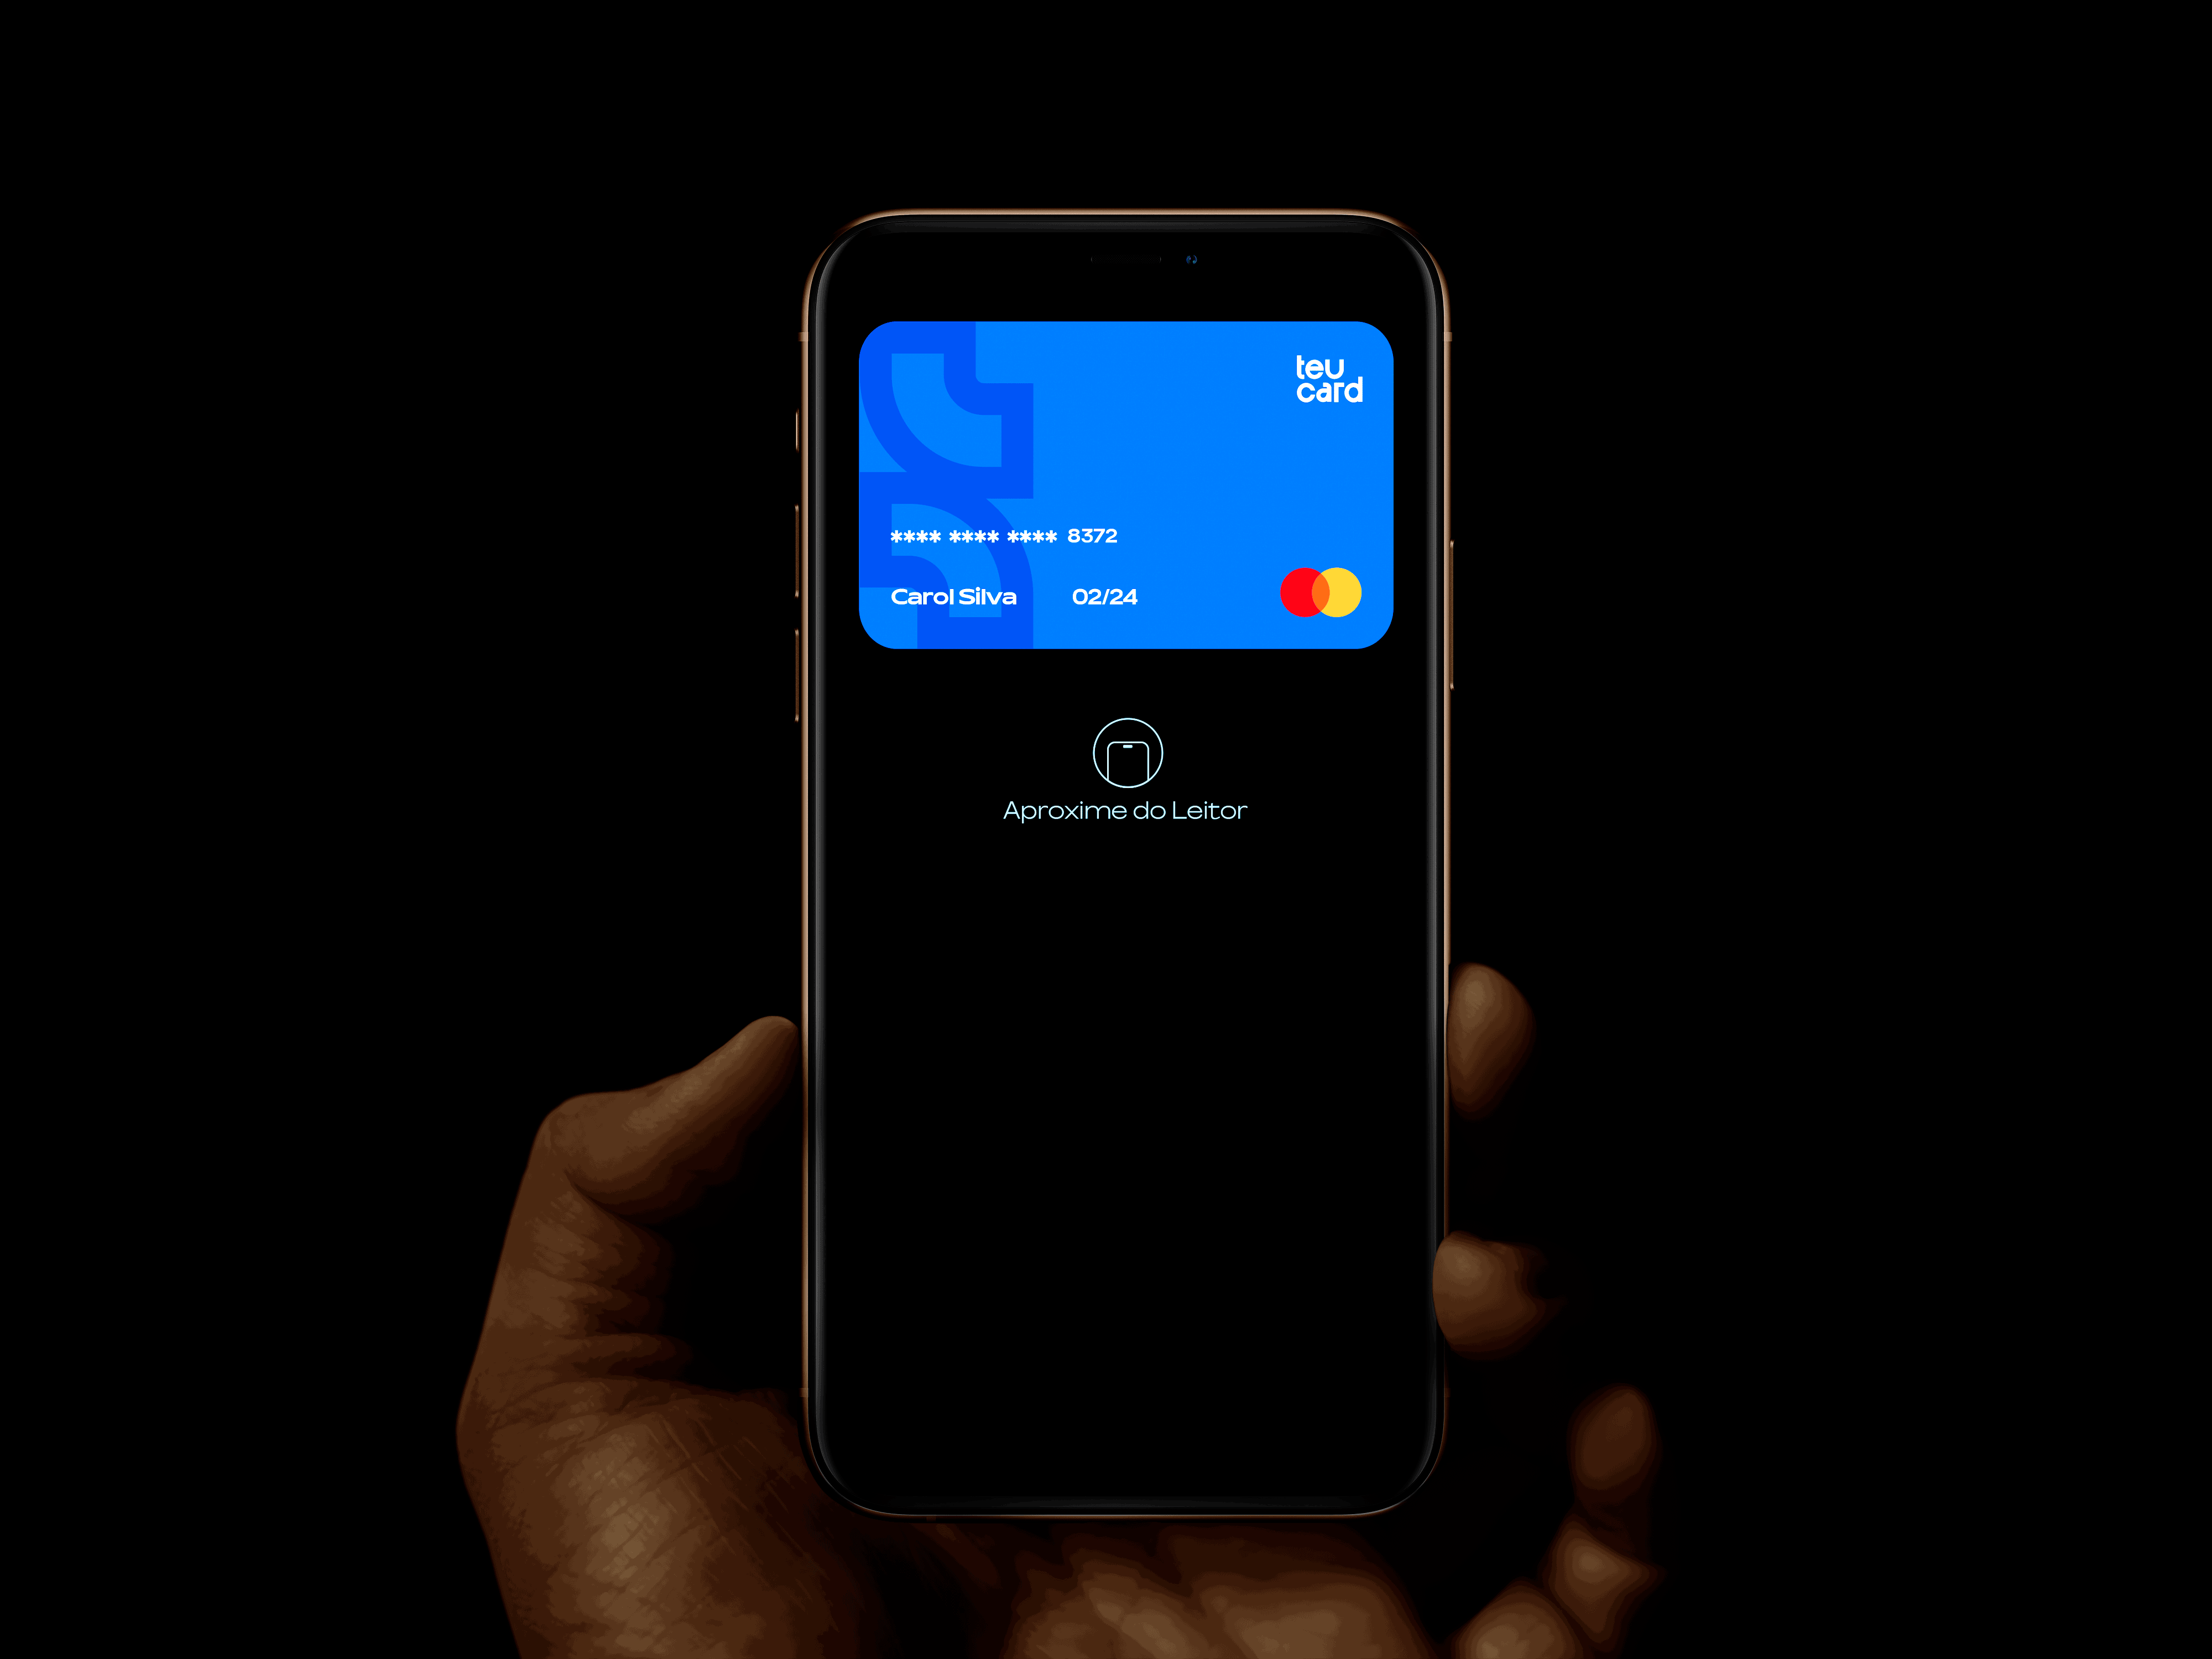 teu
card
**** **** **** 8372
Carol Silva 02/24
Aproxime do Leitor